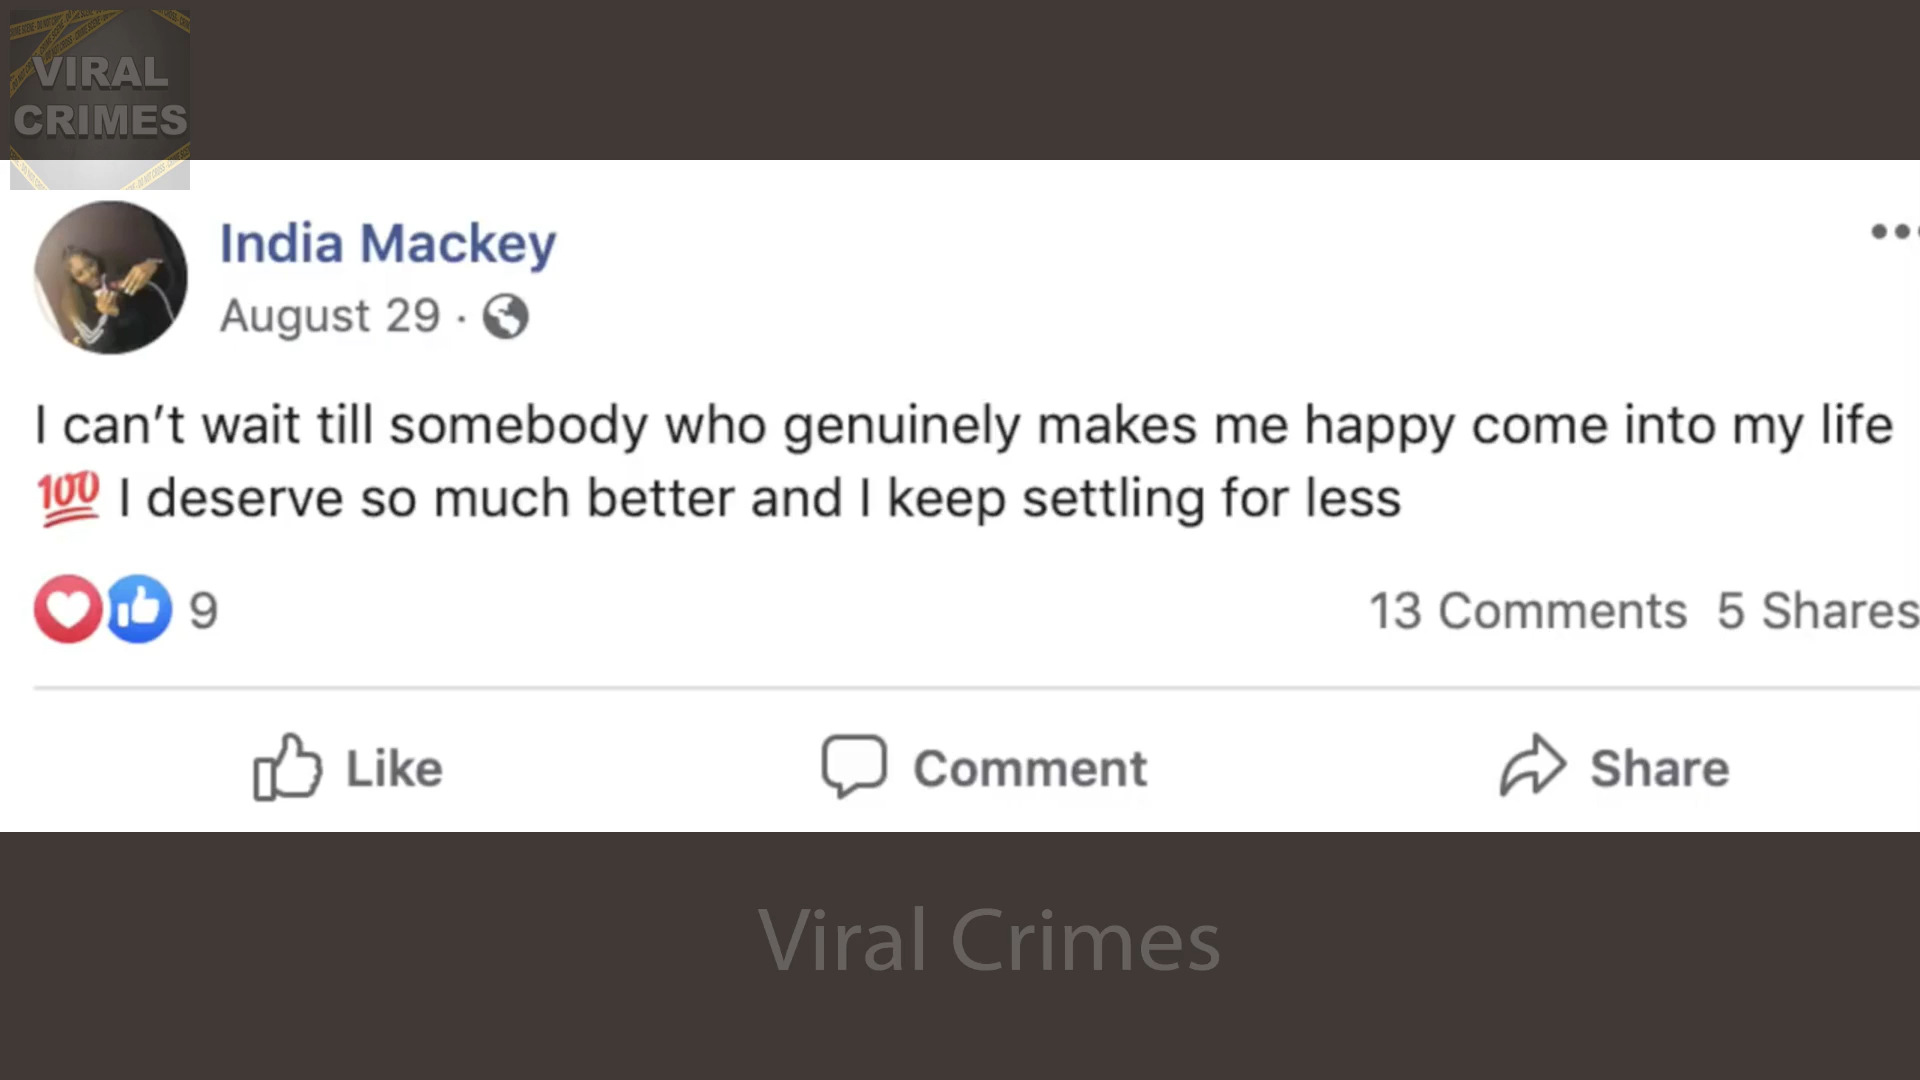 VIRAL
CRIMES
India Mackey
August 29 ·
I can’t wait till somebody who genuinely makes me happy come into my life
💯 I deserve so much better and I keep settling for less
9
13 Comments 5 Shares
Like
Comment
Share
Viral Crimes